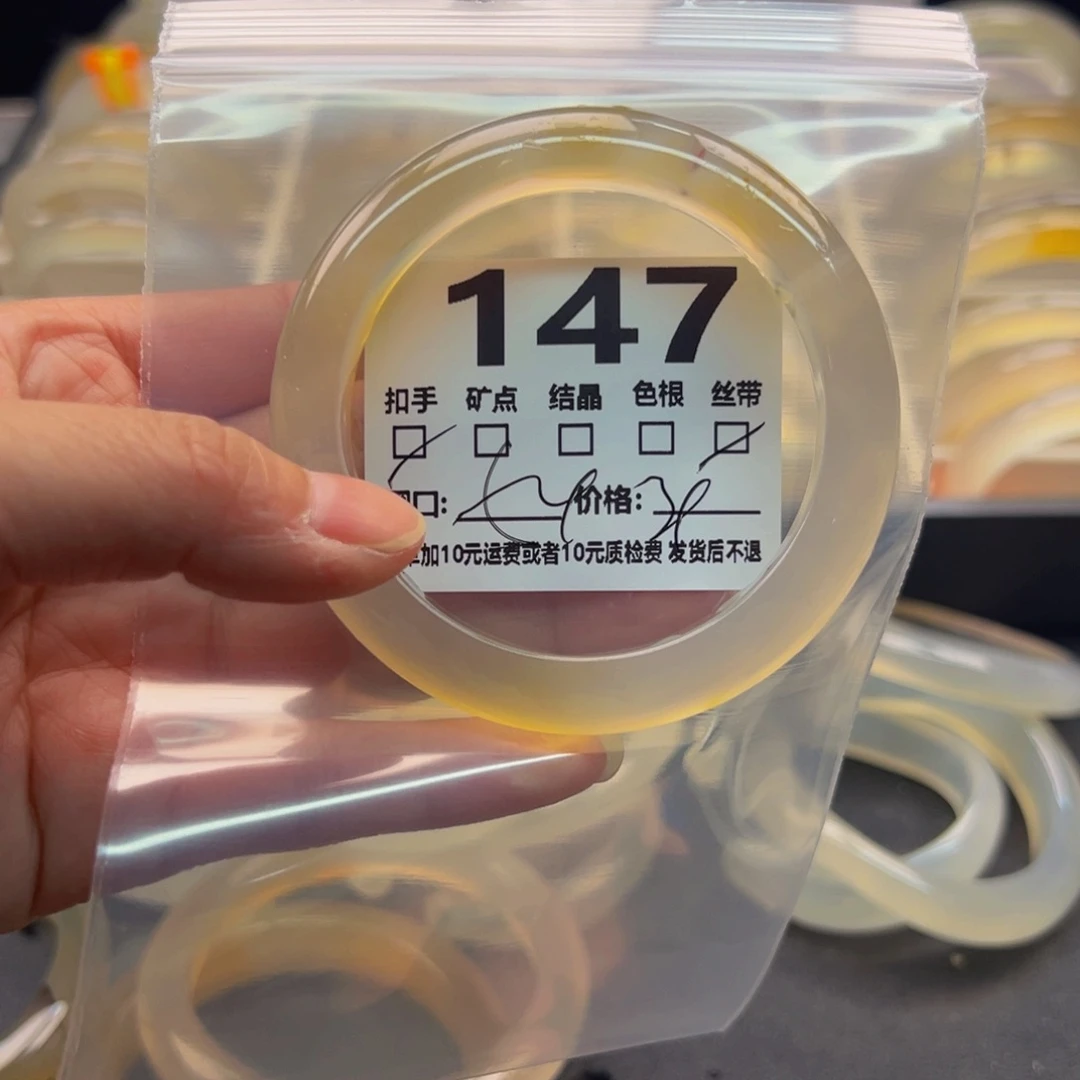 147
扣手 矿点 结晶 色根 丝带
口: 价格:
加10元运费或者10元质检费 发货后不退